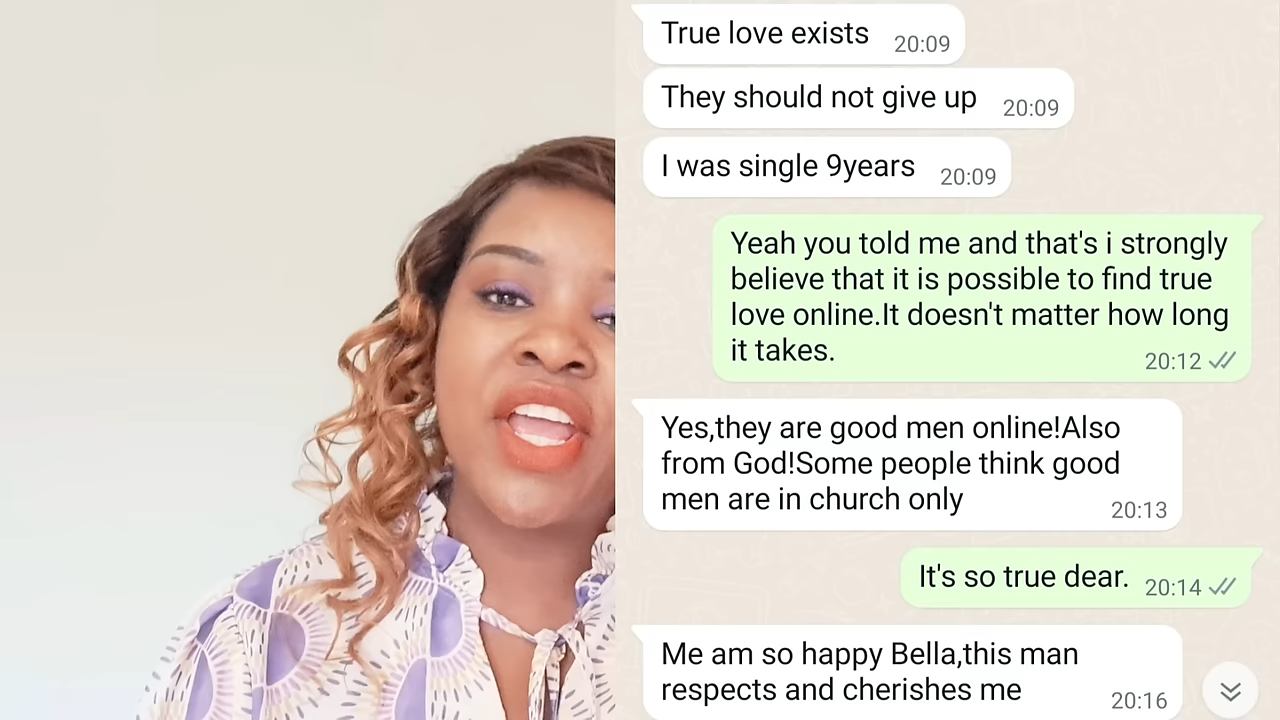 True love exists 20:09
They should not give up 20:09
I was single 9years 20:09
Yeah you told me and that's i strongly
believe that it is possible to find true
love online.It doesn't matter how long
it takes. 20:12
Yes,they are good men online!Also
from God!Some people think good
men are in church only 20:13
It's so true dear. 20:14
Me am so happy Bella,this man
respects and cherishes me 20:16